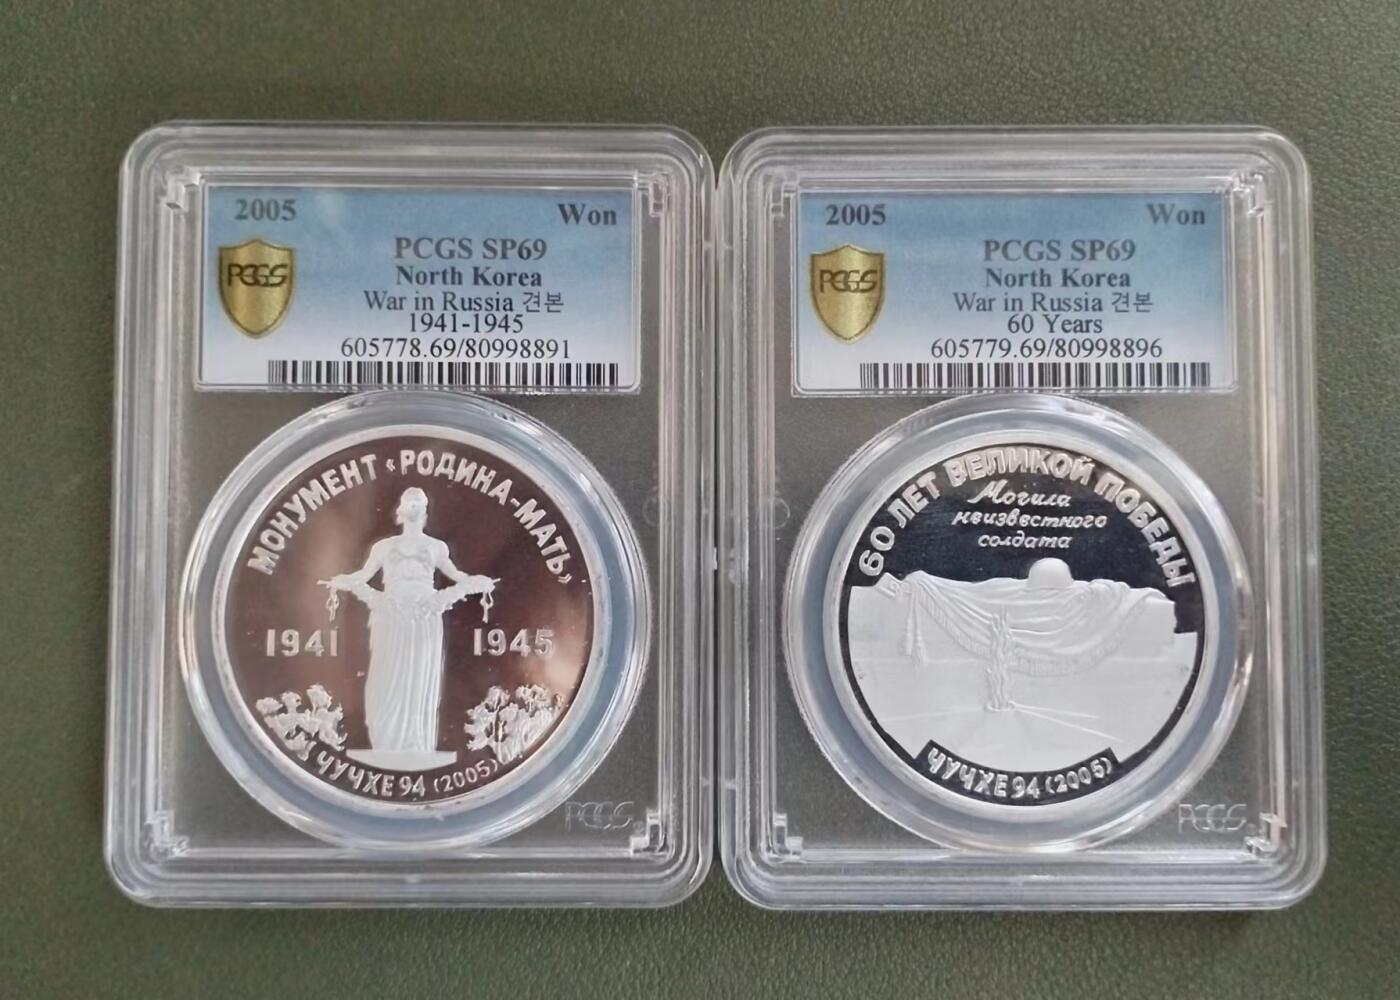 2005 Won
PCGS SP69
PCGS
North Korea
War in Russia 견본
1941-1945
605778.69/80998891
МОНУМЕНТ «РОДИНА-МАТЬ»
1941 1945
ЧУЧХЕ 94 (2005)
PCGS
2005 Won
PCGS SP69
PCGS
North Korea
War in Russia 견본
60 Years
605779.69/80998896
60 ЛЕТ ВЕЛИКОЙ ПОБЕДЫ
Могила
неизвестного
солдата
ЧУЧХЕ 94 (2005)
PCGS